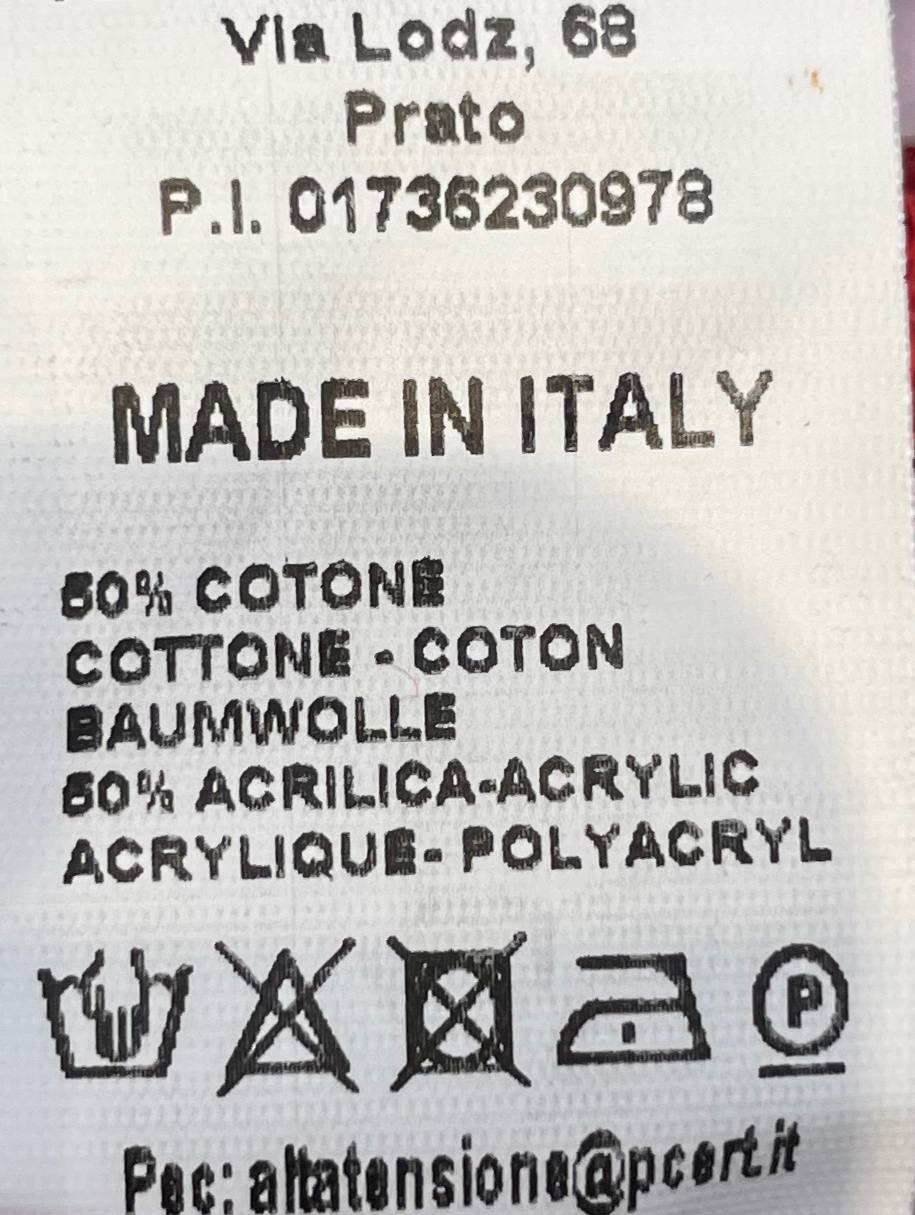 Via Lodz, 68
Prato
P.I. 01736230978
MADE IN ITALY
50% COTONE
COTTONE - COTON
BAUMWOLLE
50% ACRILICA-ACRYLIC
ACRYLIQUE- POLYACRYL
P
Pec: altatensione@pcert.it